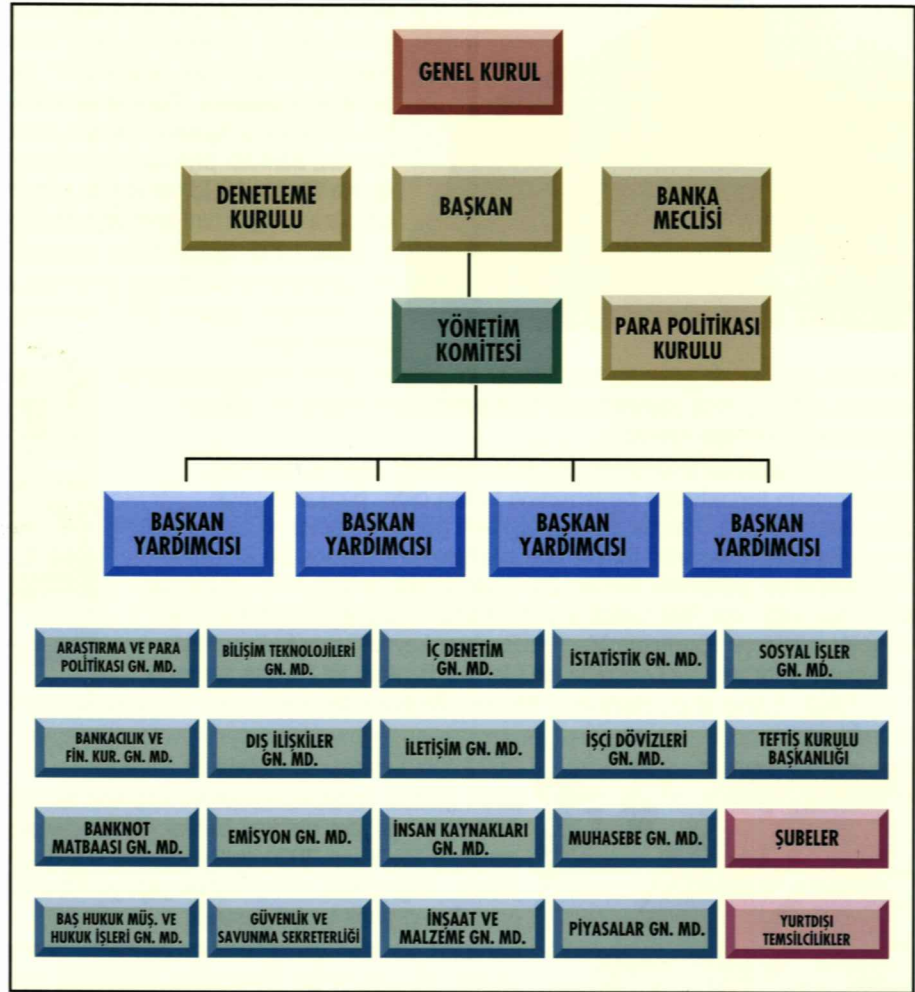 GENEL KURUL
DENETLEME
KURULU
BAŞKAN
BANKA
MECLİSİ
YÖNETİM
KOMİTESİ
PARA POLİTİKASI
KURULU
BAŞKAN
YARDIMCISI
BAŞKAN
YARDIMCISI
BAŞKAN
YARDIMCISI
BAŞKAN
YARDIMCISI
ARAŞTIRMA VE PARA
POLİTİKASI GN. MD.
BİLİŞİM TEKNOLOJİLERİ
GN. MD.
İÇ DENETİM
GN. MD.
İSTATİSTİK GN. MD.
SOSYAL İŞLER
GN. MD.
BANKACILIK VE
FİN. KUR. GN. MD.
DIŞ İLİŞKİLER
GN. MD.
İLETİŞİM GN. MD.
İŞÇİ DÖVİZLERİ
GN. MD.
TEFTİŞ KURULU
BAŞKANLIĞI
BANKNOT
MATBAASI GN. MD.
EMİSYON GN. MD.
İNSAN KAYNAKLARI
GN. MD.
MUHASEBE GN. MD.
ŞUBELER
BAŞ HUKUK MÜŞ. VE
HUKUK İŞLERİ GN. MD.
GÜVENLİK VE
SAVUNMA SEKRETERLİĞİ
İNŞAAT VE
MALZEME GN. MD.
PİYASALAR GN. MD.
YURTDIŞI
TEMSİLCİLİKLER